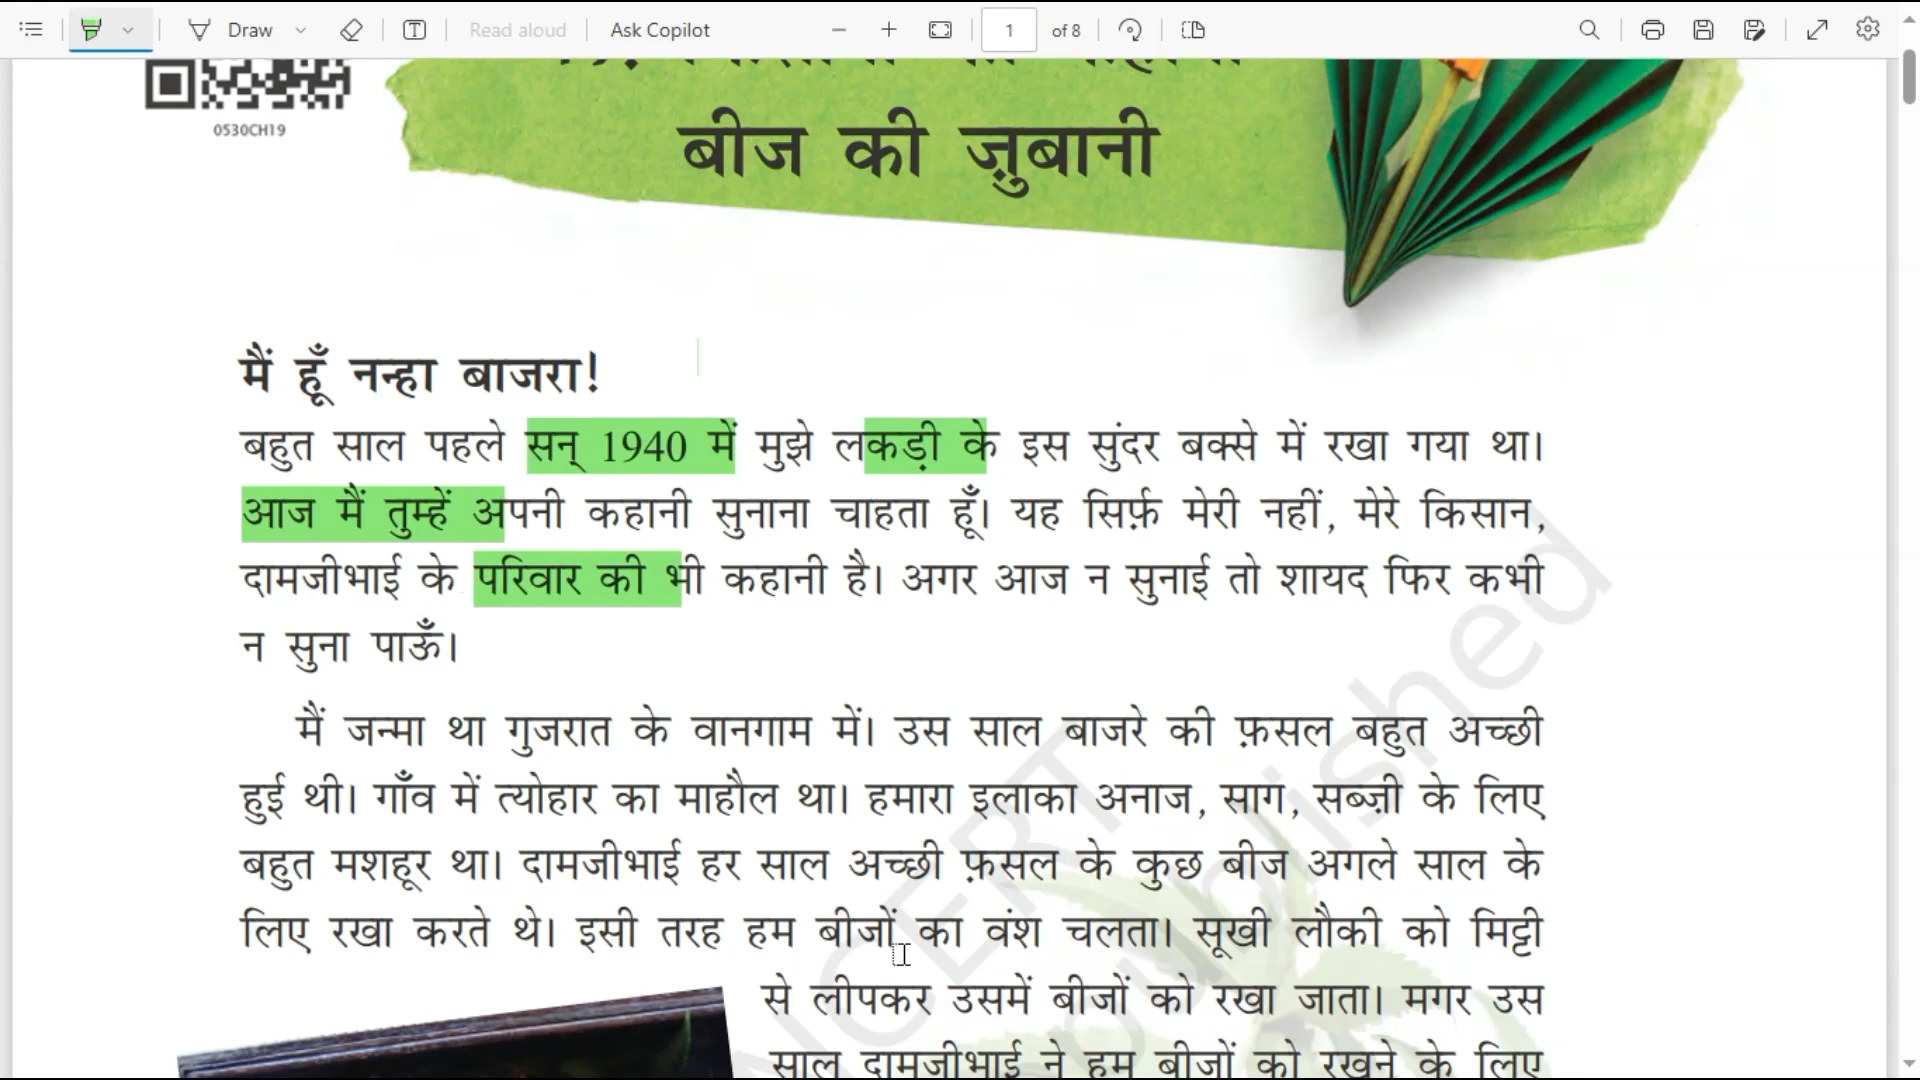 Draw
Read aloud
Ask Copilot
1 of 8
0530CH19
बीज की ज़ुबानी
मैं हूँ नन्हा बाजरा!
बहुत साल पहले सन् 1940 में मुझे लकड़ी के इस सुंदर बक्से में रखा गया था।
आज मैं तुम्हें अपनी कहानी सुनाना चाहता हूँ। यह सिर्फ़ मेरी नहीं, मेरे किसान,
दामजीभाई के परिवार की भी कहानी है। अगर आज न सुनाई तो शायद फिर कभी
न सुना पाऊँ।
मैं जन्मा था गुजरात के वानगाम में। उस साल बाजरे की फ़सल बहुत अच्छी
हुई थी। गाँव में त्योहार का माहौल था। हमारा इलाका अनाज, साग, सब्ज़ी के लिए
बहुत मशहूर था। दामजीभाई हर साल अच्छी फ़सल के कुछ बीज अगले साल के
लिए रखा करते थे। इसी तरह हम बीजों का वंश चलता। सूखी लौकी को मिट्टी
से लीपकर उसमें बीजों को रखा जाता। मगर उस
साल दामजीभाई ने हम बीजों को रखने के लिए
NCERT
published